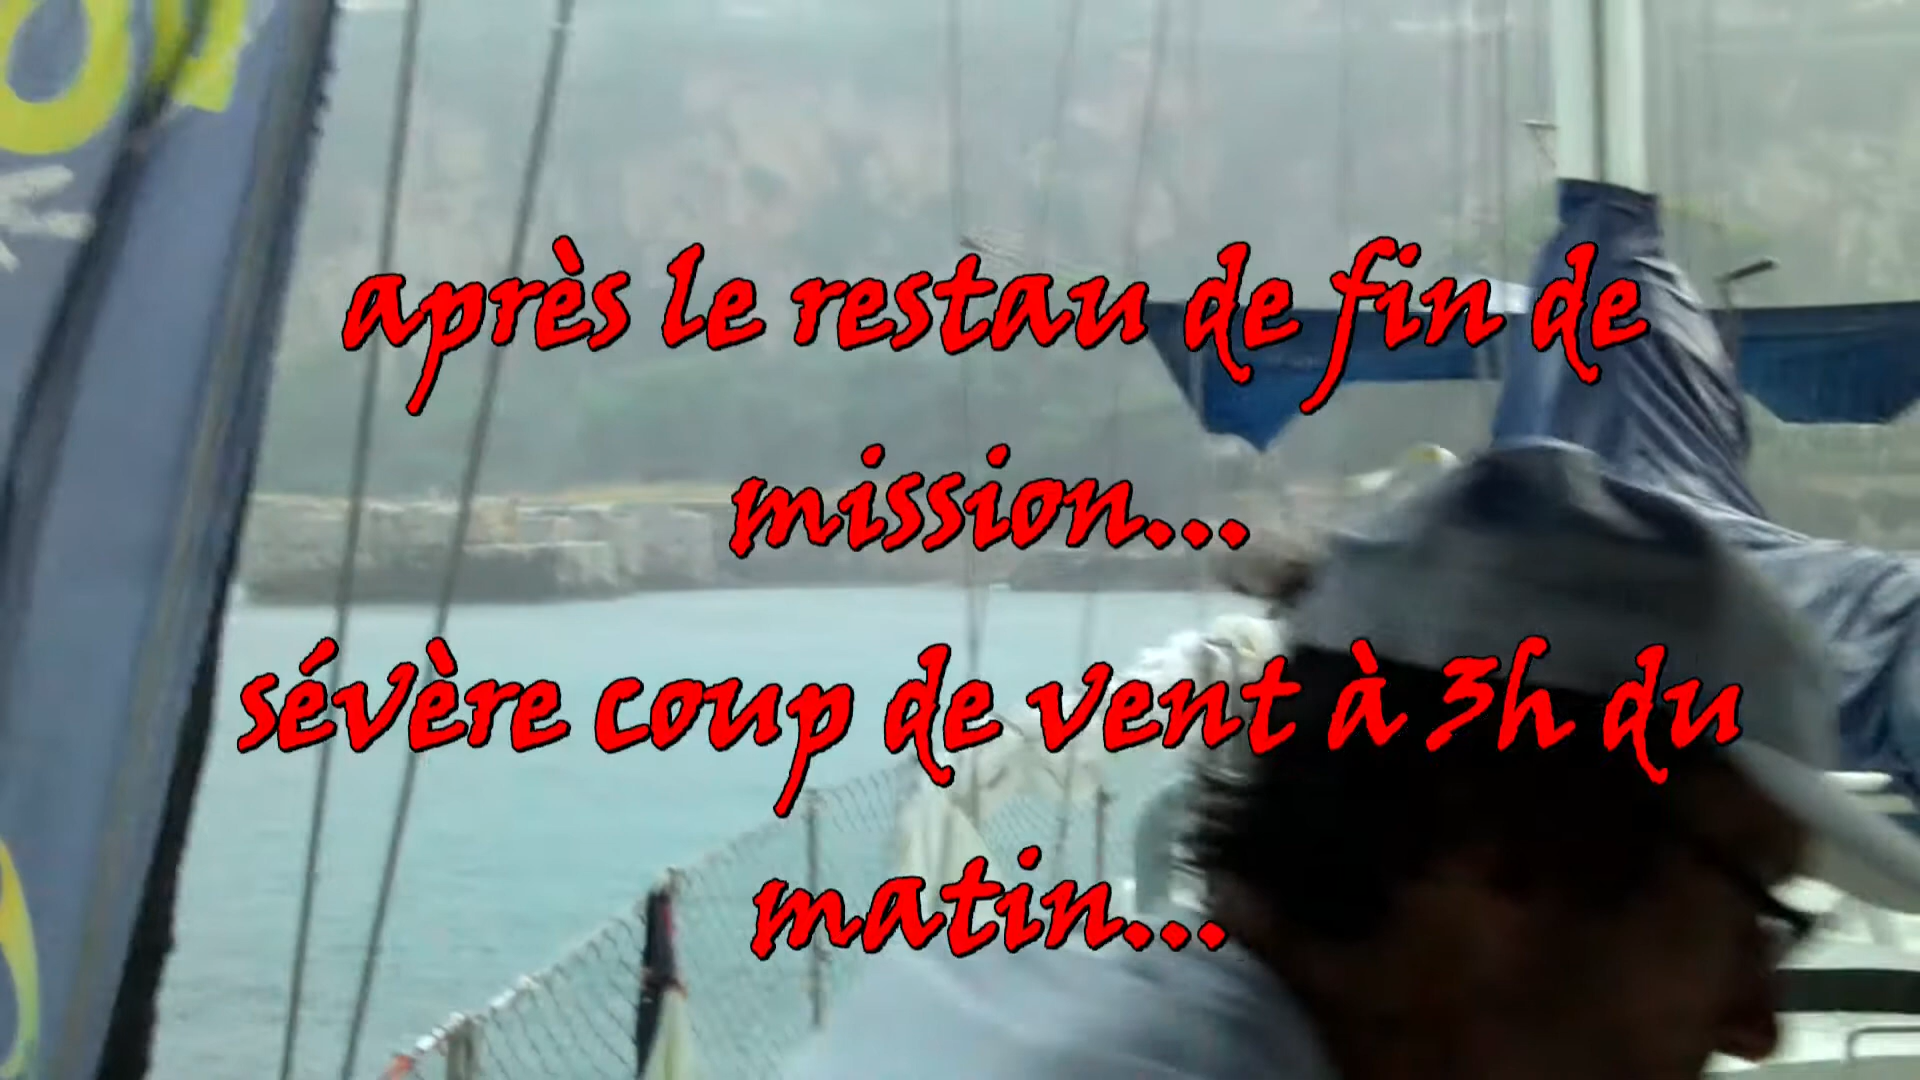 après le restau de fin de
mission...
sévère coup de vent à 3h du
matin...